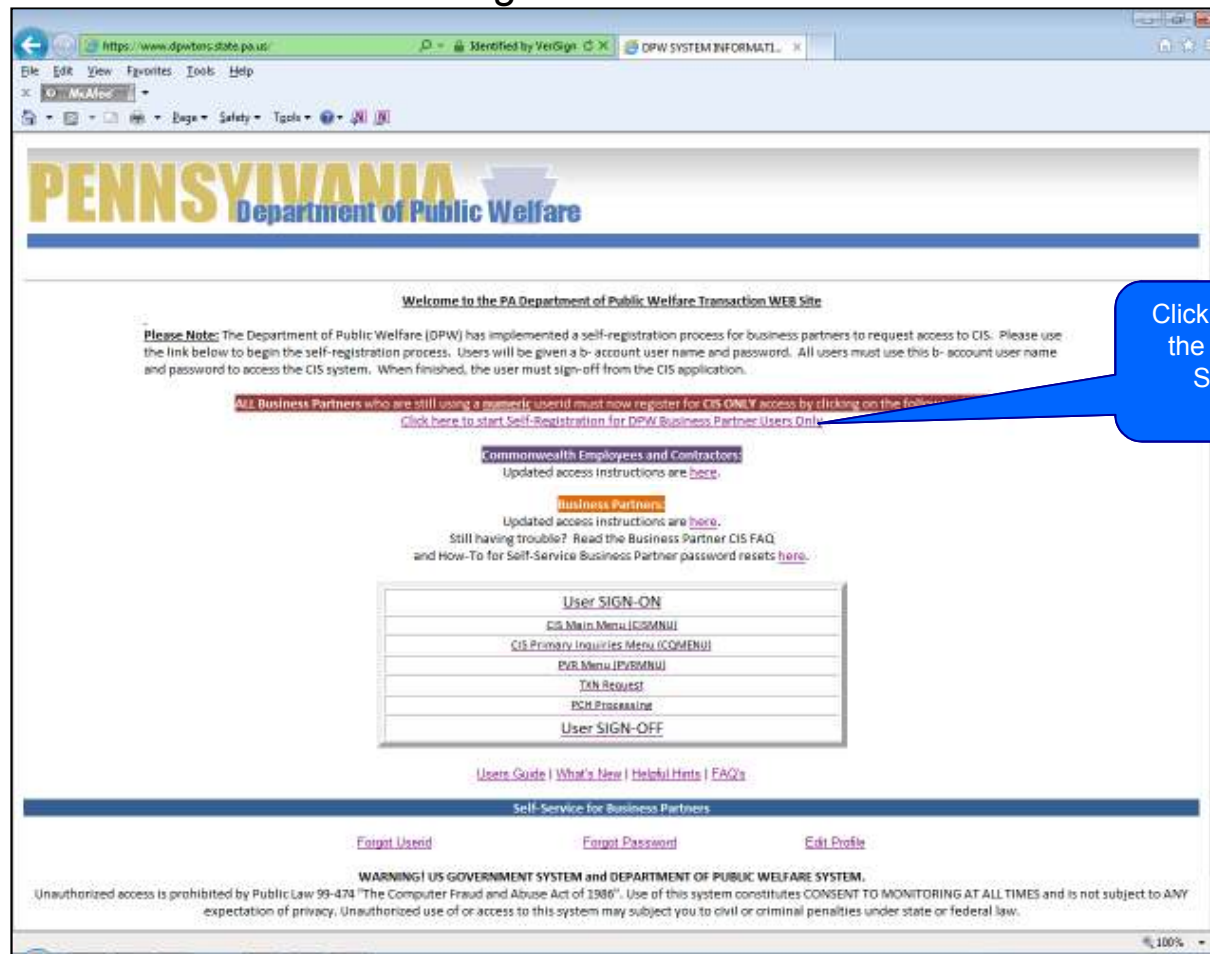 https://www.dpwtens.state.pa.us/
Identified by VeriSign
DPW SYSTEM INFORMATI...
File Edit View Favorites Tools Help
McAfee
Page Safety Tools
PENNSYLVANIA
Department of Public Welfare
Welcome to the PA Department of Public Welfare Transaction WEB Site
Please Note: The Department of Public Welfare (DPW) has implemented a self-registration process for business partners to request access to CIS. Please use
the link below to begin the self-registration process. Users will be given a b- account user name and password. All users must use this b- account user name
and password to access the CIS system. When finished, the user must sign-off from the CIS application.
Click
the
S
ALL Business Partners who are still using a numeric userid must now register for CIS ONLY access by clicking on the
Click here to start Self-Registration for DPW Business Partner Users Only
Commonwealth Employees and Contractors:
Updated access instructions are here.
Business Partners:
Updated access instructions are here.
Still having trouble? Read the Business Partner CIS FAQ
and How-To for Self-Service Business Partner password resets here.
User SIGN-ON
CIS Main Menu (CISMNU)
CIS Primary Inquiries Menu (CQMENU)
PVR Menu (PVRMNU)
TXN Request
PCH Processing
User SIGN-OFF
Users Guide | What's New | Helpful Hints | FAQ's
Self-Service for Business Partners
Forgot Userid Forgot Password Edit Profile
WARNING! US GOVERNMENT SYSTEM and DEPARTMENT OF PUBLIC WELFARE SYSTEM.
Unauthorized access is prohibited by Public Law 99-474 "The Computer Fraud and Abuse Act of 1986". Use of this system constitutes CONSENT TO MONITORING AT ALL TIMES and is not subject to ANY
expectation of privacy. Unauthorized use of or access to this system may subject you to civil or criminal penalties under state or federal law.
100%